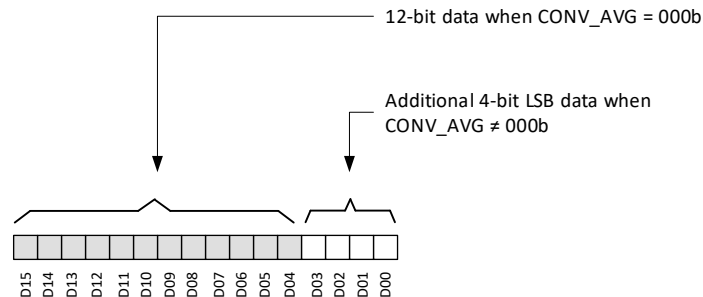 12-bit data when CONV_AVG = 000b
Additional 4-bit LSB data when
CONV_AVG ≠ 000b
D15
D14
D13
D12
D11
D10
D09
D08
D07
D06
D05
D04
D03
D02
D01
D00